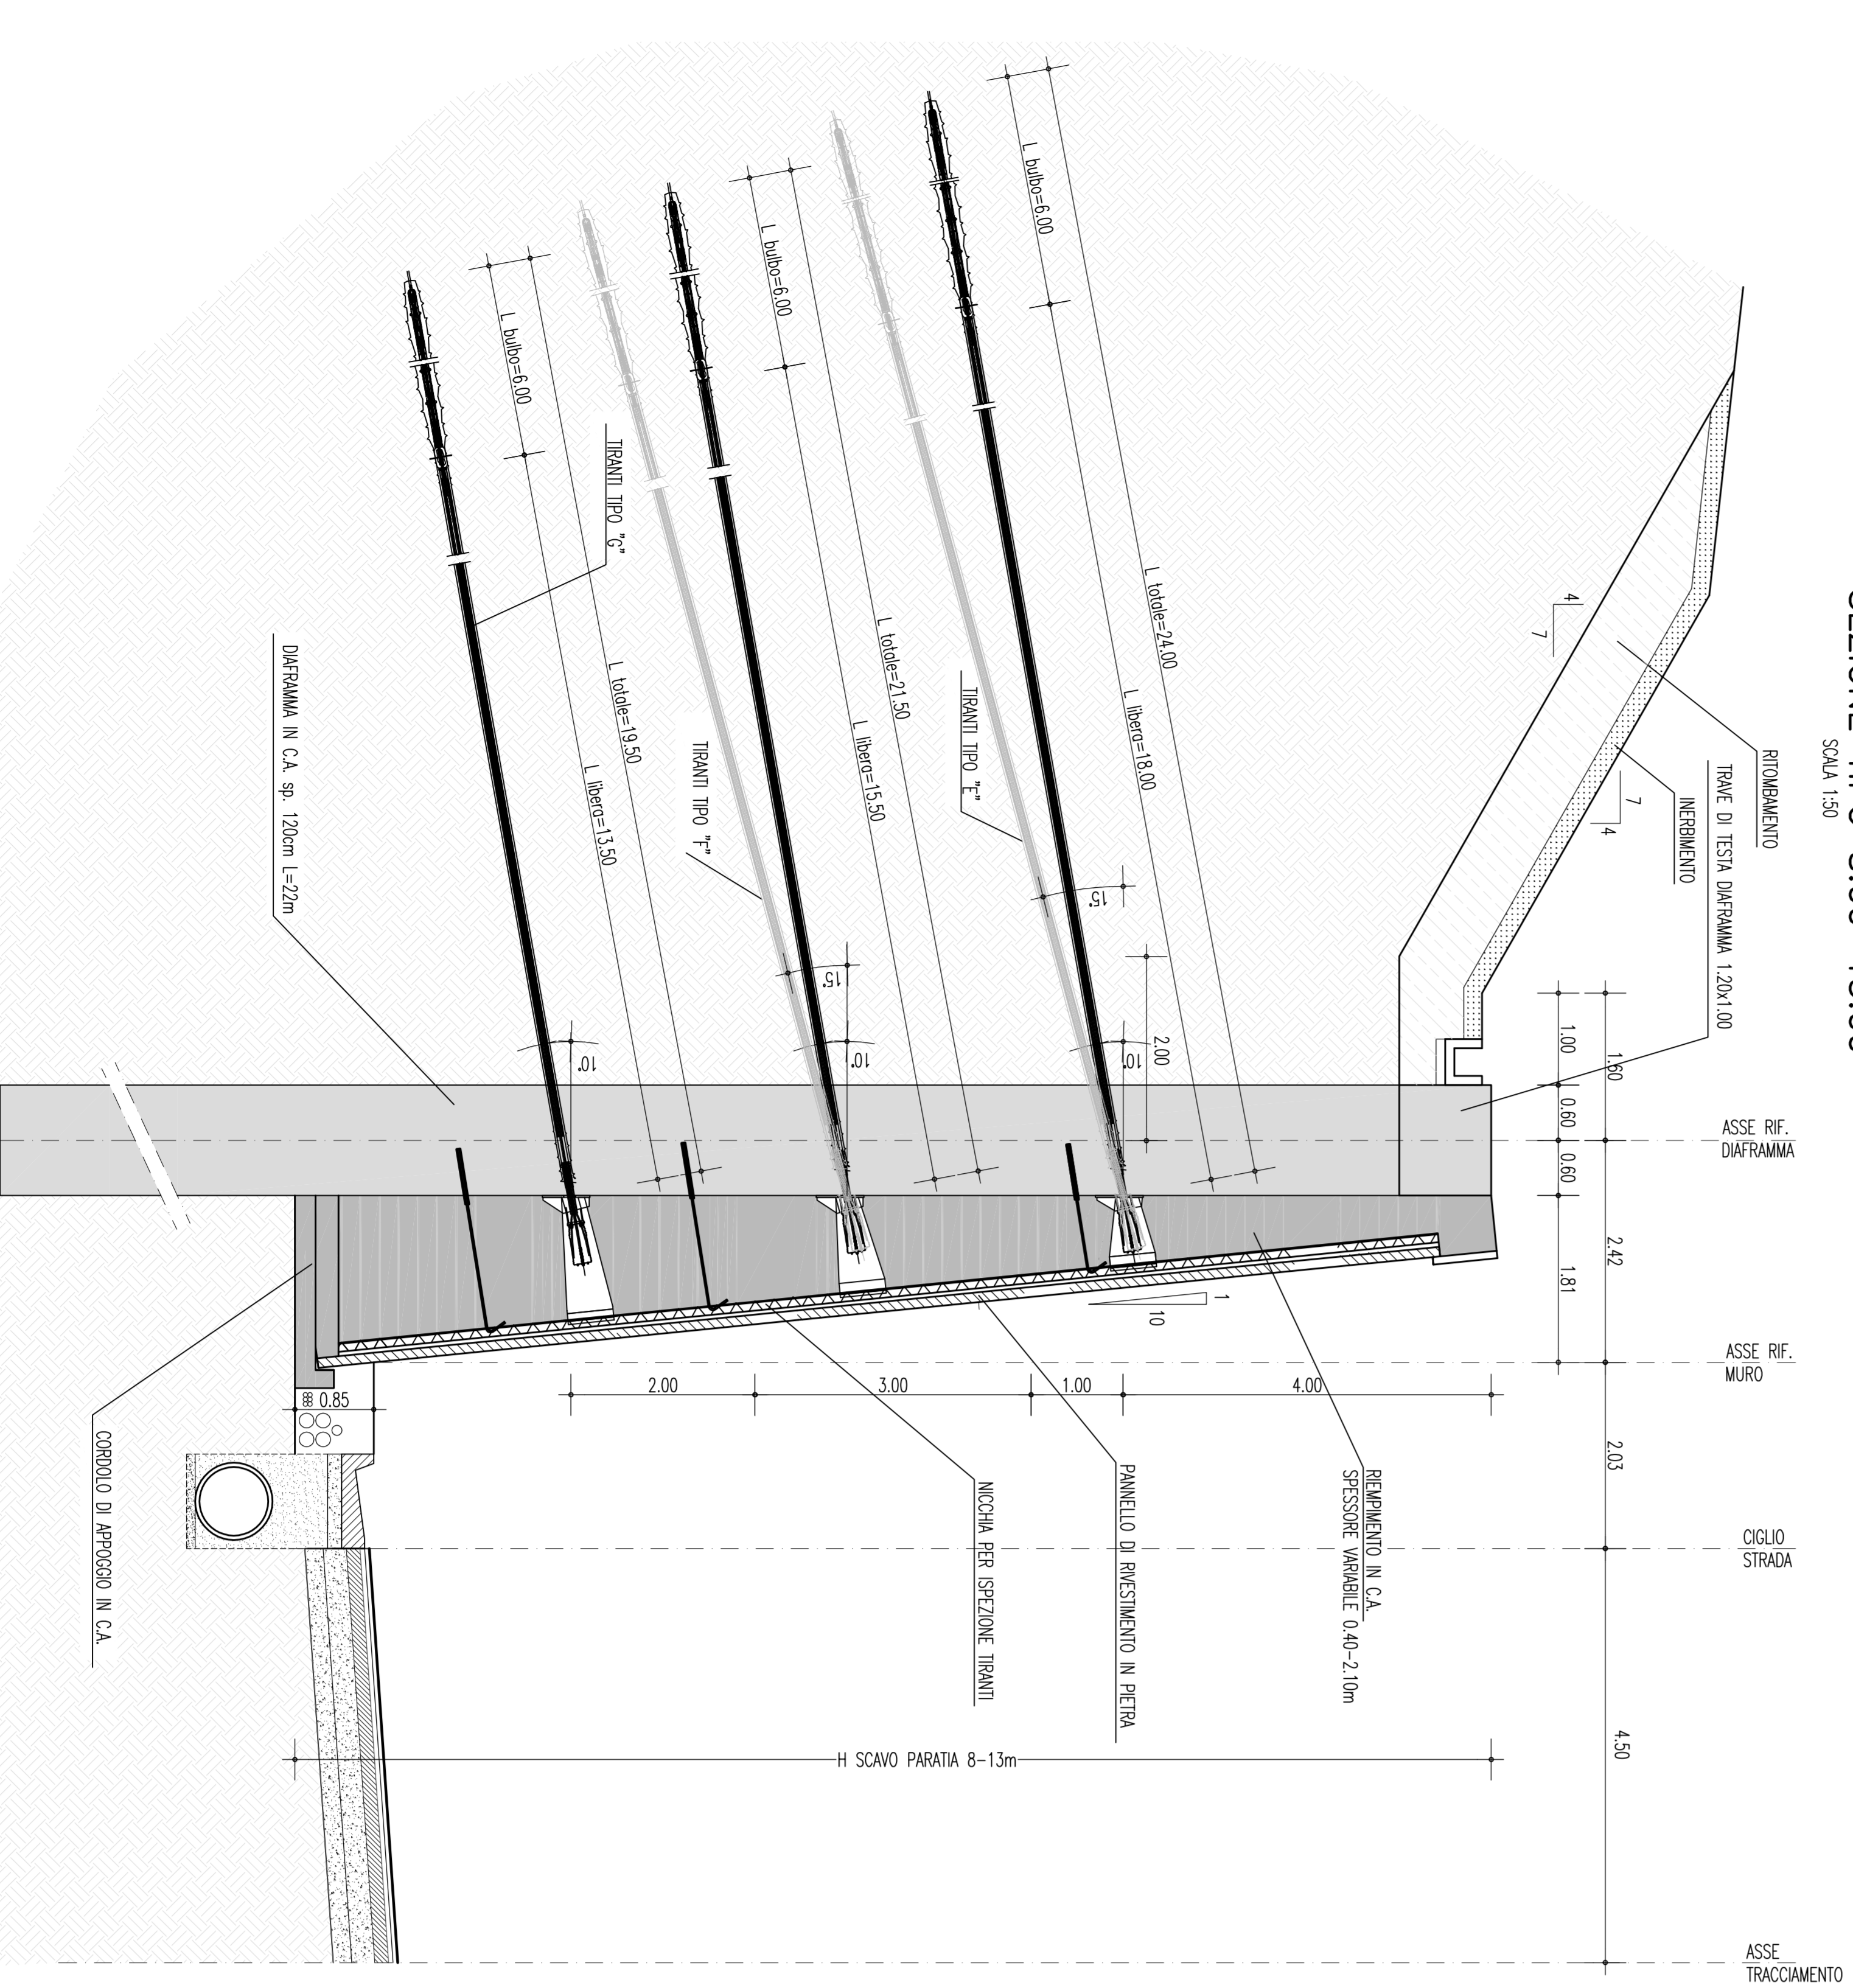 SCALA 1:50
RITOMBAMENTO
INERBIMENTO
TRAVE DI TESTA DIAFRAMMA 1.20x1.00
ASSE RIF.
DIAFRAMMA
ASSE RIF.
MURO
CIGLIO
STRADA
ASSE
TRACCIAMENTO
1.60
2.42
2.03
4.50
1.00
0.60
0.60
1.81
4
7
7
4
L bulbo=6.00
L totale=24.00
L libera=18.00
L bulbo=6.00
L totale=21.50
L libera=15.50
L bulbo=6.00
L totale=19.50
L libera=13.50
TIRANTI TIPO "E"
TIRANTI TIPO "F"
TIRANTI TIPO "G"
15°
10°
2.00
15°
10°
10°
DIAFRAMMA IN C.A. sp. 120cm L=22m
1
10
4.00
1.00
3.00
2.00
0.85
RIEMPIMENTO IN C.A.
SPESSORE VARIABILE 0.40-2.10m
PANNELLO DI RIVESTIMENTO IN PIETRA
NICCHIA PER ISPEZIONE TIRANTI
CORDOLO DI APPOGGIO IN C.A.
H SCAVO PARATIA 8-13m